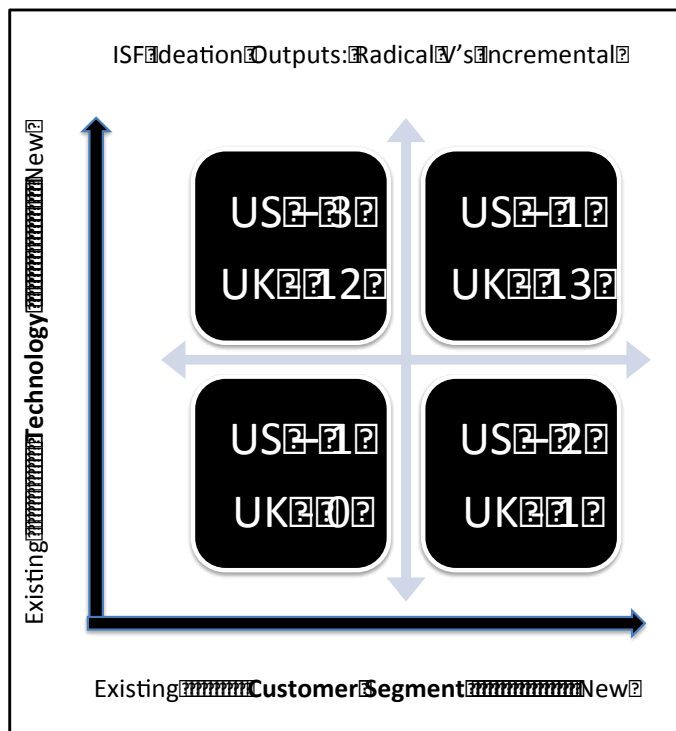 ISF Ideation Outputs: Radical V's Incremental
US – 3
UK – 12
US – 1
UK – 13
US – 1
UK – 0
US – 2
UK – 1
Existing Technology New
Existing Customer Segment New